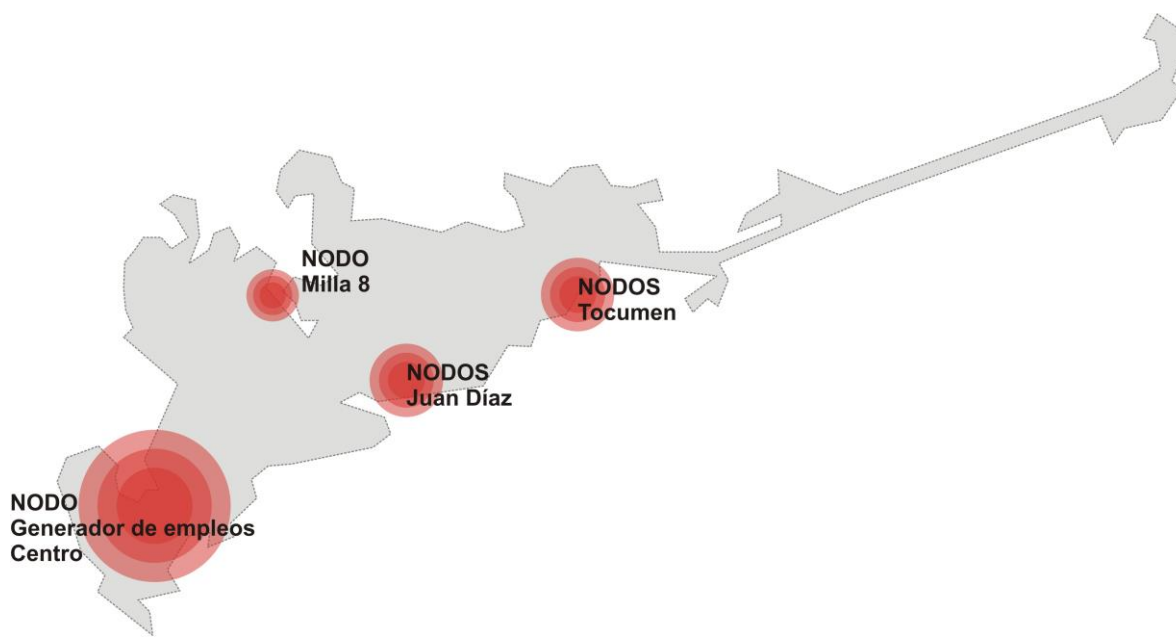 NODO
Milla 8
NODOS
Tocumen
NODOS
Juan Díaz
NODO
Generador de empleos
Centro